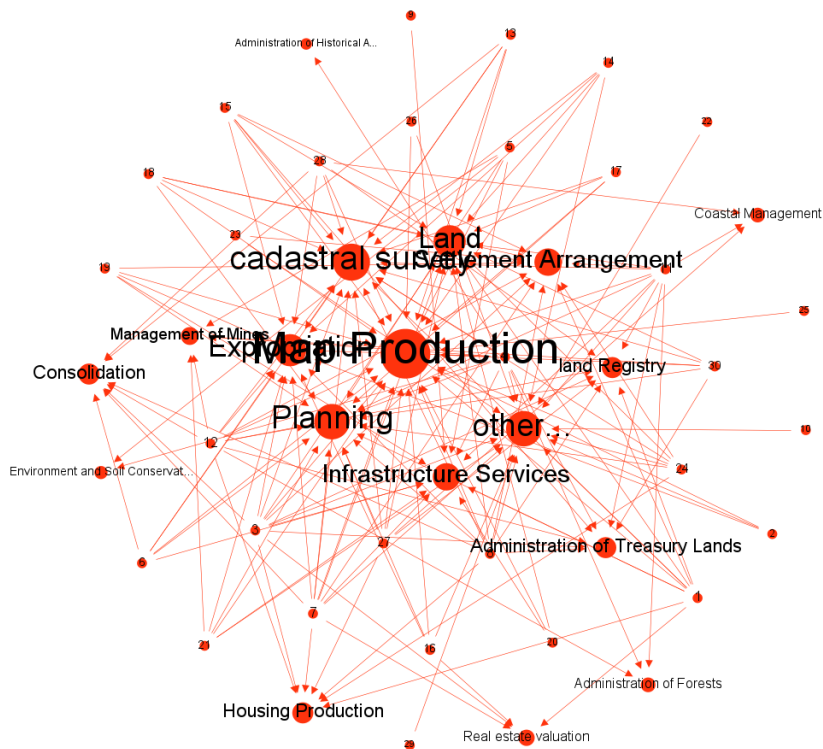 9
13
Administration of Historical A...
14
15
26
22
5
28
18
17
Coastal Management
23
Land
cadastral survey
Settlement Arrangement
19
11
25
Management of Mines
Expropriation
Map Production
land Registry
30
Consolidation
Planning
other...
10
12
Environment and Soil Conservat...
Infrastructure Services
24
3
2
27
8
Administration of Treasury Lands
6
1
7
21
16
20
Administration of Forests
Housing Production
Real estate valuation
29